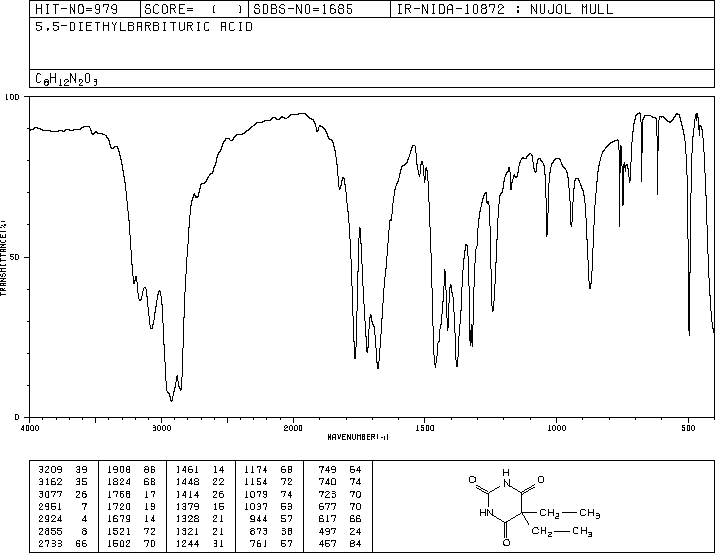 HIT-NO=979 SCORE= ( ) SDBS-NO=1685 IR-NIDA-10872 : NUJOL MULL
5,5-DIETHYLBARBITURIC ACID
C8H12N2O3
100
TRANSMITTANCE(%)
50
0
4000 3000 2000 1500 1000 500
WAVENUMBER(-1)
3209 39 1908 86 1461 14 1174 68 749 64
3162 35 1824 68 1448 22 1154 72 740 74
3077 26 1768 17 1414 26 1079 74 723 70
2951 7 1720 19 1379 15 1037 53 677 70
2924 4 1679 14 1328 21 944 57 617 66
2855 8 1521 72 1321 21 873 38 497 24
2733 66 1502 70 1244 31 761 57 457 84
H
O NH O
HN CH2 CH3
CH2 CH3
O